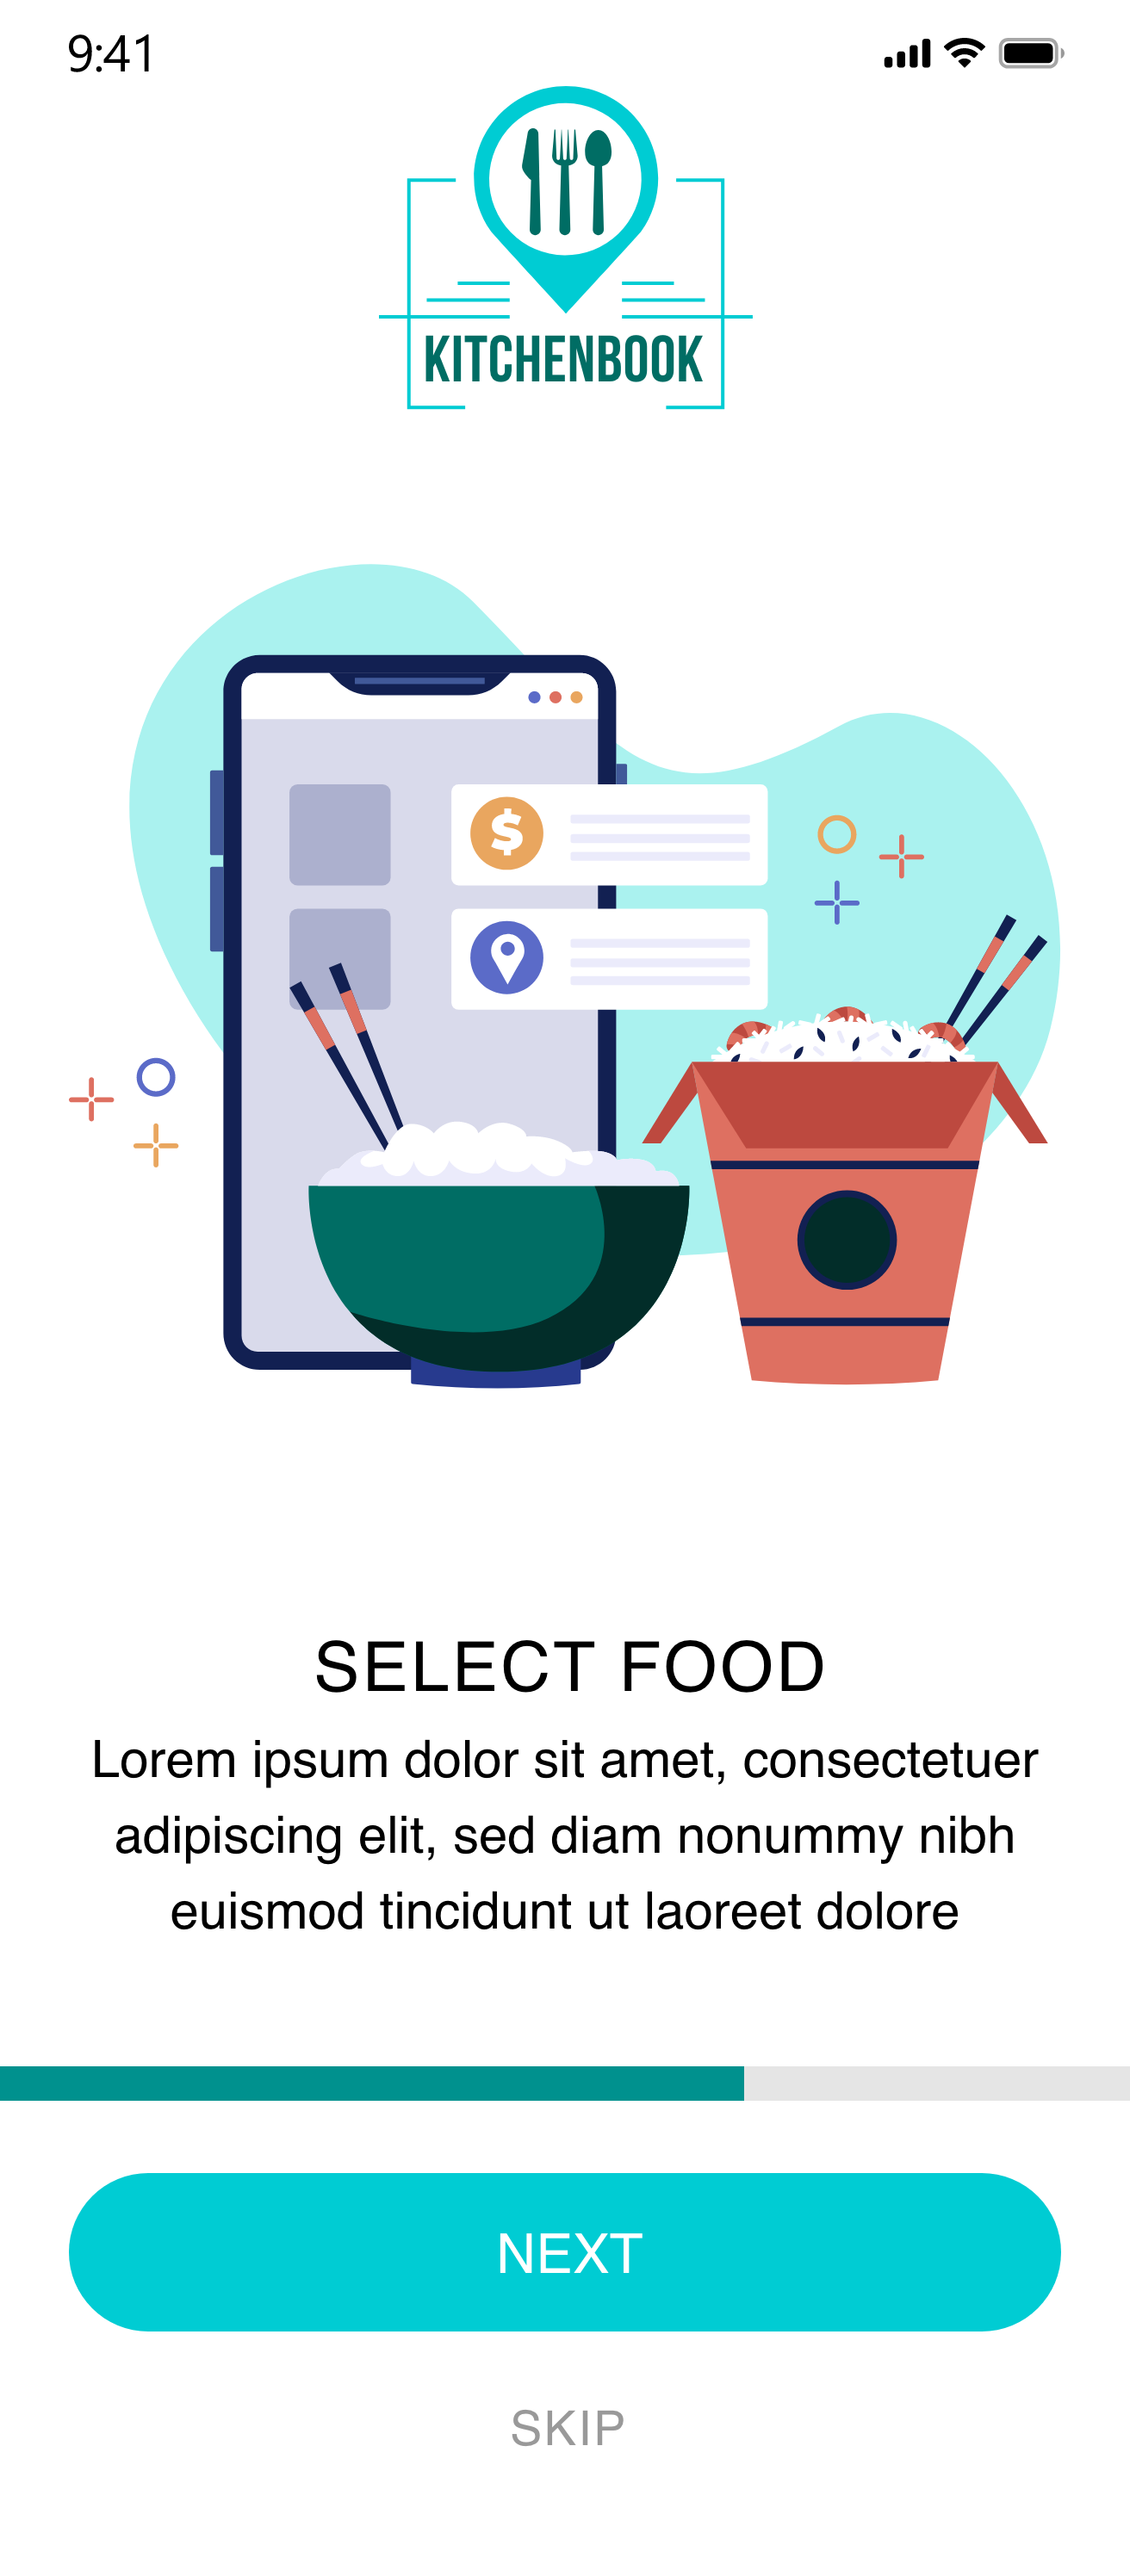 9:41
KITCHENBOOK
$
SELECT FOOD
Lorem ipsum dolor sit amet, consectetuer
adipiscing elit, sed diam nonummy nibh
euismod tincidunt ut laoreet dolore
NEXT
SKIP